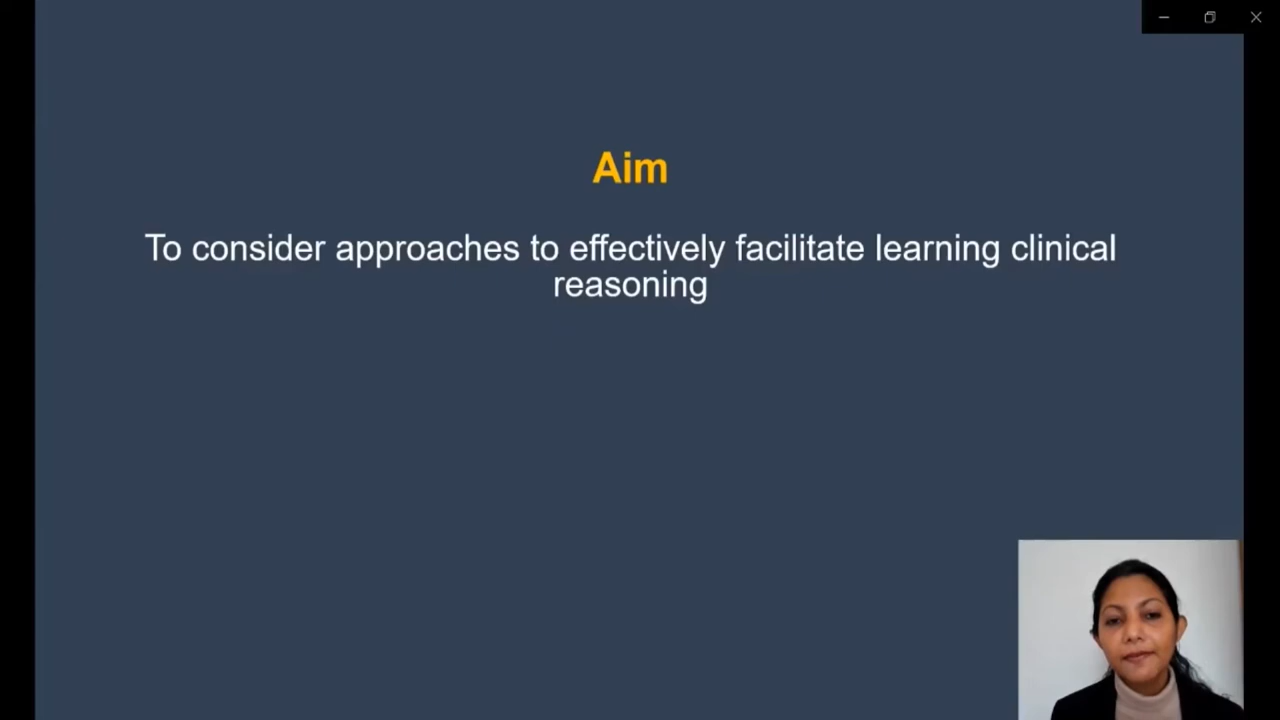 Aim
To consider approaches to effectively facilitate learning clinical
reasoning